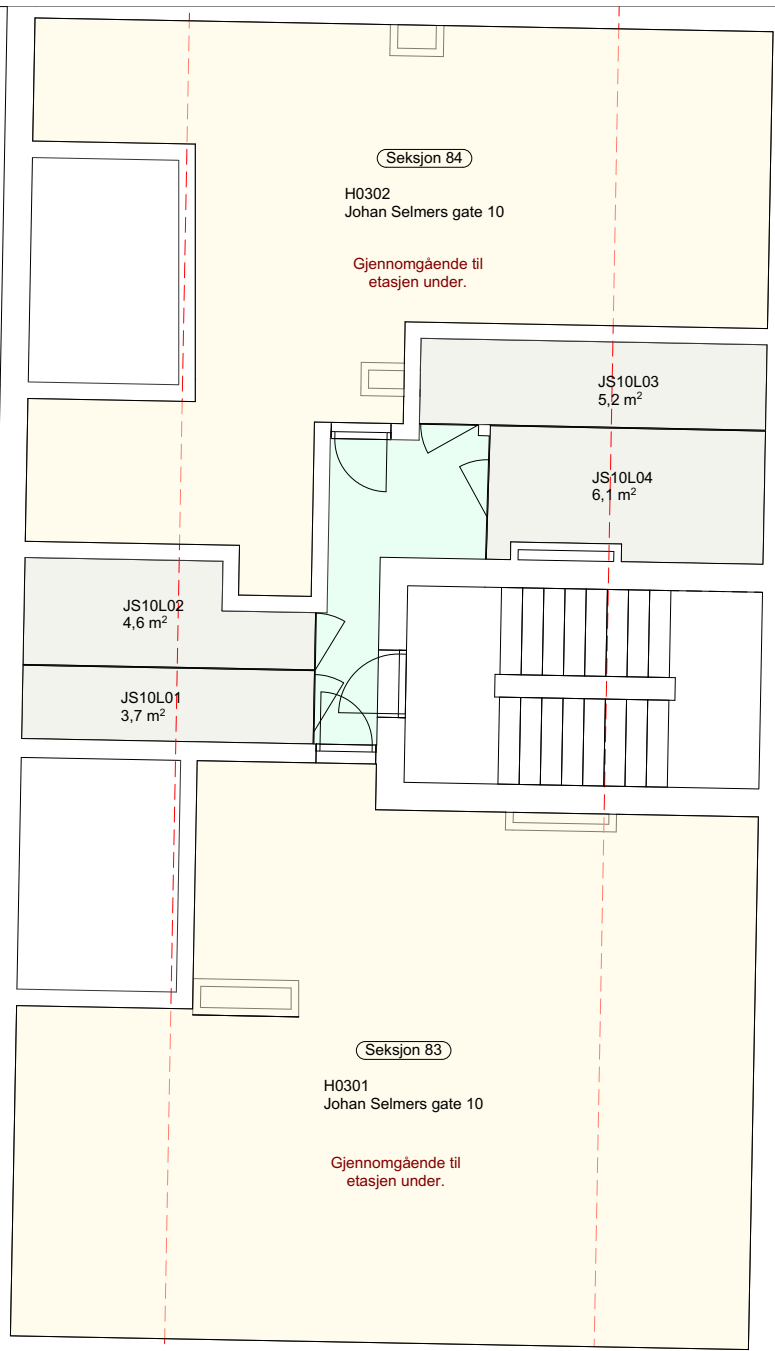 Seksjon 84
H0302
Johan Selmers gate 10
Gjennomgående til
etasjen under.
JS10L03
5,2 m²
JS10L04
6,1 m²
JS10L02
4,6 m²
JS10L01
3,7 m²
Seksjon 83
H0301
Johan Selmers gate 10
Gjennomgående til
etasjen under.